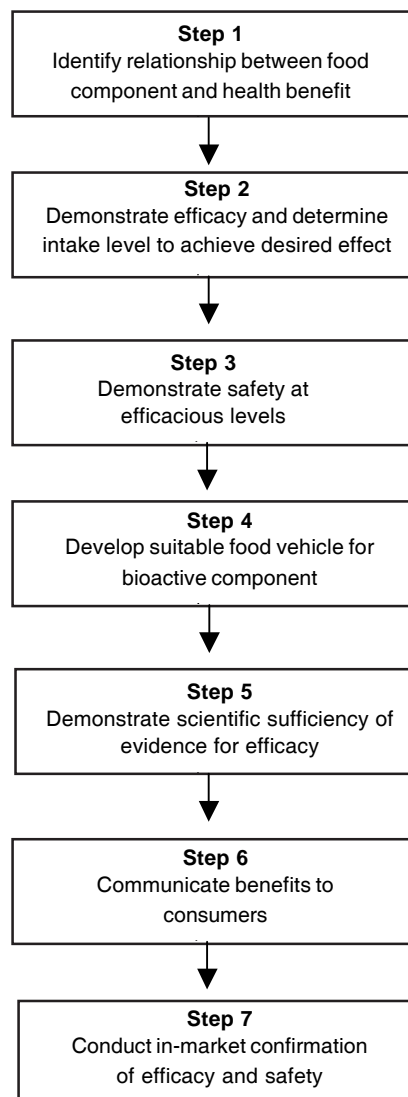 Step 1
Identify relationship between food
component and health benefit
Step 2
Demonstrate efficacy and determine
intake level to achieve desired effect
Step 3
Demonstrate safety at
efficacious levels
Step 4
Develop suitable food vehicle for
bioactive component
Step 5
Demonstrate scientific sufficiency of
evidence for efficacy
Step 6
Communicate benefits to
consumers
Step 7
Conduct in-market confirmation
of efficacy and safety